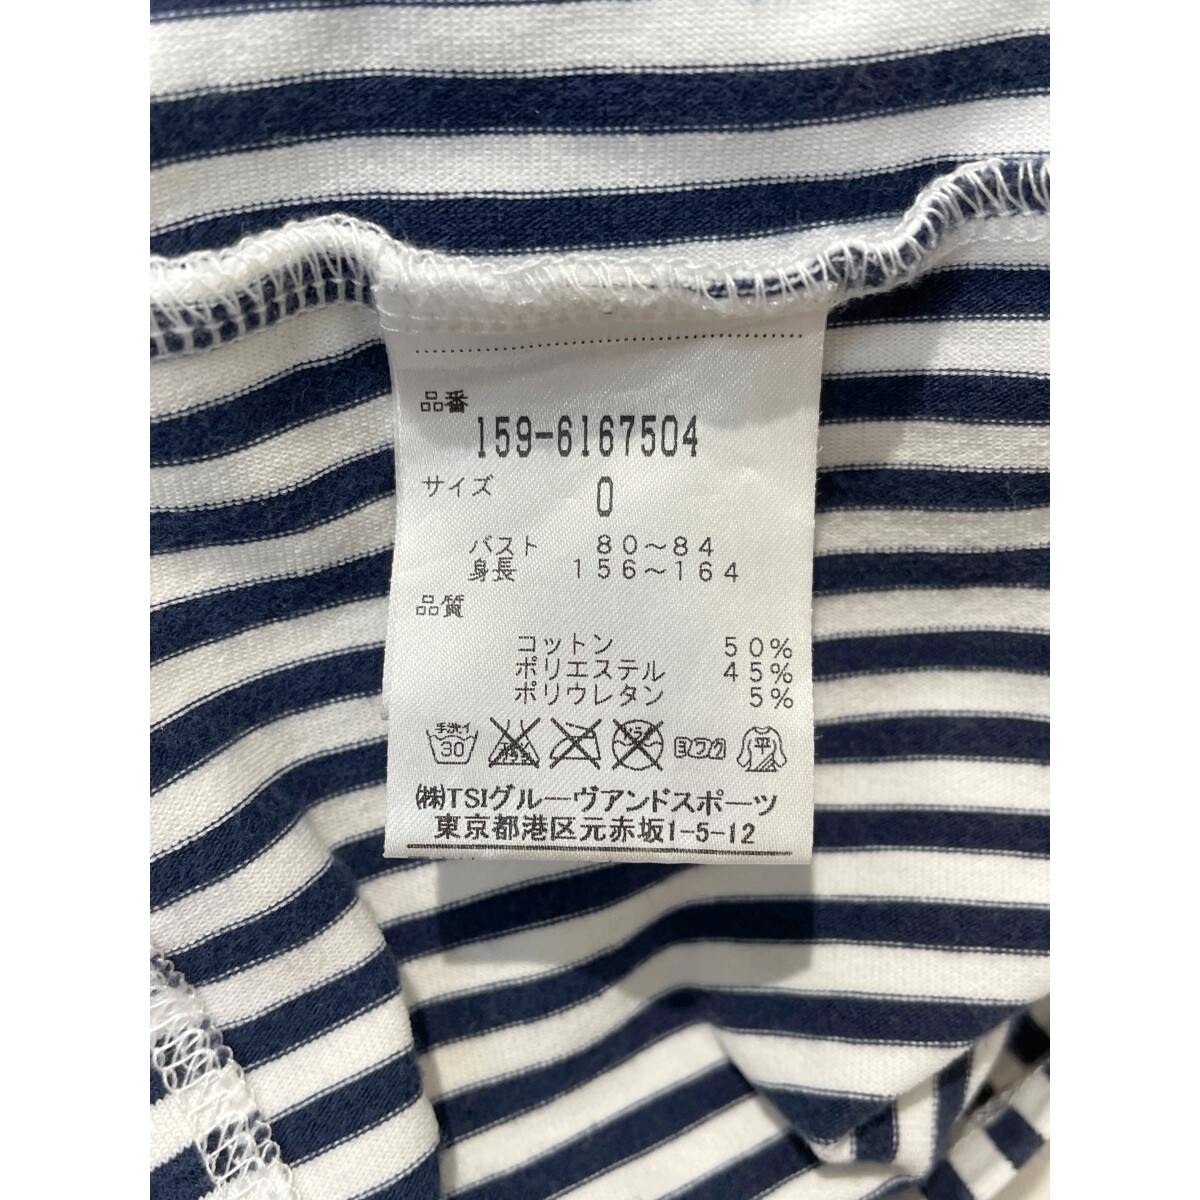 品番
159-6167504
サイズ 0
バスト 80～84
身長 156～164
品質
コットン 50%
ポリエステル 45%
ポリウレタン 5%
手洗イ 30 ヨワク 平
㈱TSIグルーヴアンドスポーツ
東京都港区元赤坂1-5-12